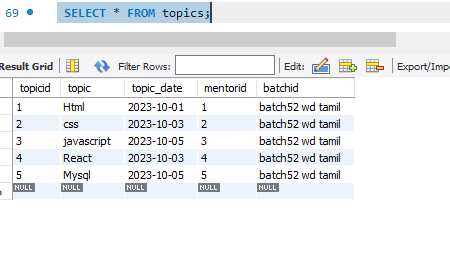 69 SELECT * FROM topics;
Result Grid Filter Rows: Edit: Export/Impo
topicid topic topic_date mentorid batchid
1 Html 2023-10-01 1 batch52 wd tamil
2 css 2023-10-03 2 batch52 wd tamil
3 javascript 2023-10-05 3 batch52 wd tamil
4 React 2023-10-03 4 batch52 wd tamil
5 Mysql 2023-10-05 5 batch52 wd tamil
NULL NULL NULL NULL NULL